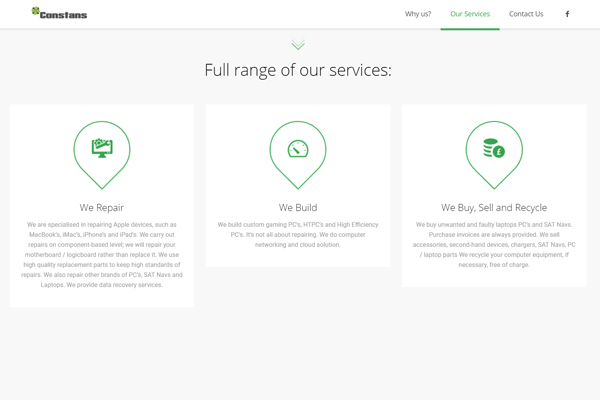 Constans
Why us?
Our Services
Contact Us
Full range of our services:
We Repair
We are specialised in repairing Apple devices, such as
MacBook's, iMac's, iPhone's and iPad's. We carry out
repairs on component-based level; we will repair your
motherboard / logicboard rather than replace it. We use
high quality replacement parts to keep high standards of
repairs. We also repair other brands of PC's, SAT Navs and
Laptops. We provide data recovery services.
We Build
We build custom gaming PC's, HTPC's and High Efficiency
PC's. It's not all about repairing. We do computer
networking and cloud solution.
We Buy, Sell and Recycle
We buy unwanted and faulty laptops PC's and SAT Navs.
Purchase invoices are always provided. We sell
accessories, second-hand devices, chargers, SAT Navs, PC
/ laptop parts We recycle your computer equipment, if
necessary, free of charge.